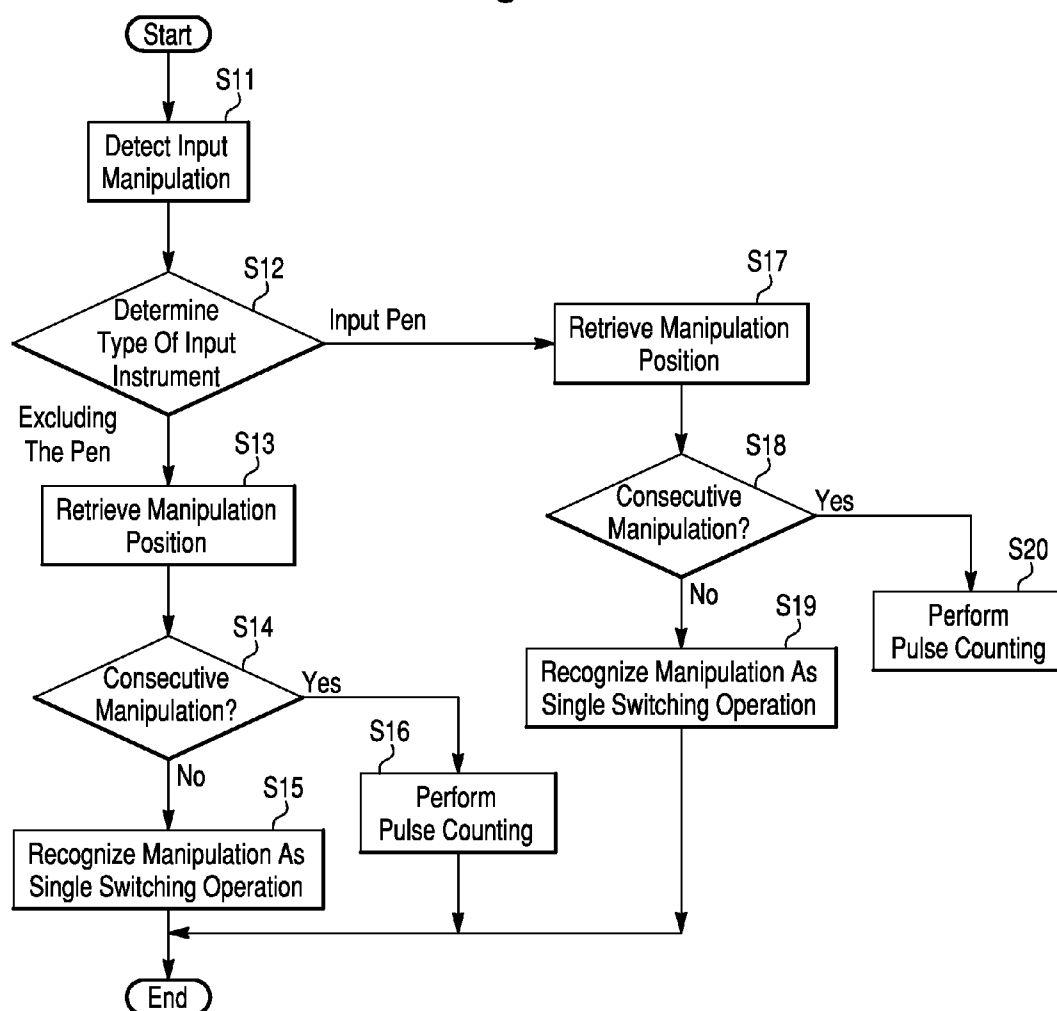 Start
S11
Detect Input
Manipulation
S12
Determine
Type Of Input
Instrument
Input Pen
Excluding
The Pen
S17
Retrieve Manipulation
Position
S13
Retrieve Manipulation
Position
S18
Consecutive
Manipulation?
Yes
No
S20
Perform
Pulse Counting
S14
Consecutive
Manipulation?
Yes
No
S19
Recognize Manipulation As
Single Switching Operation
S16
Perform
Pulse Counting
S15
Recognize Manipulation As
Single Switching Operation
End